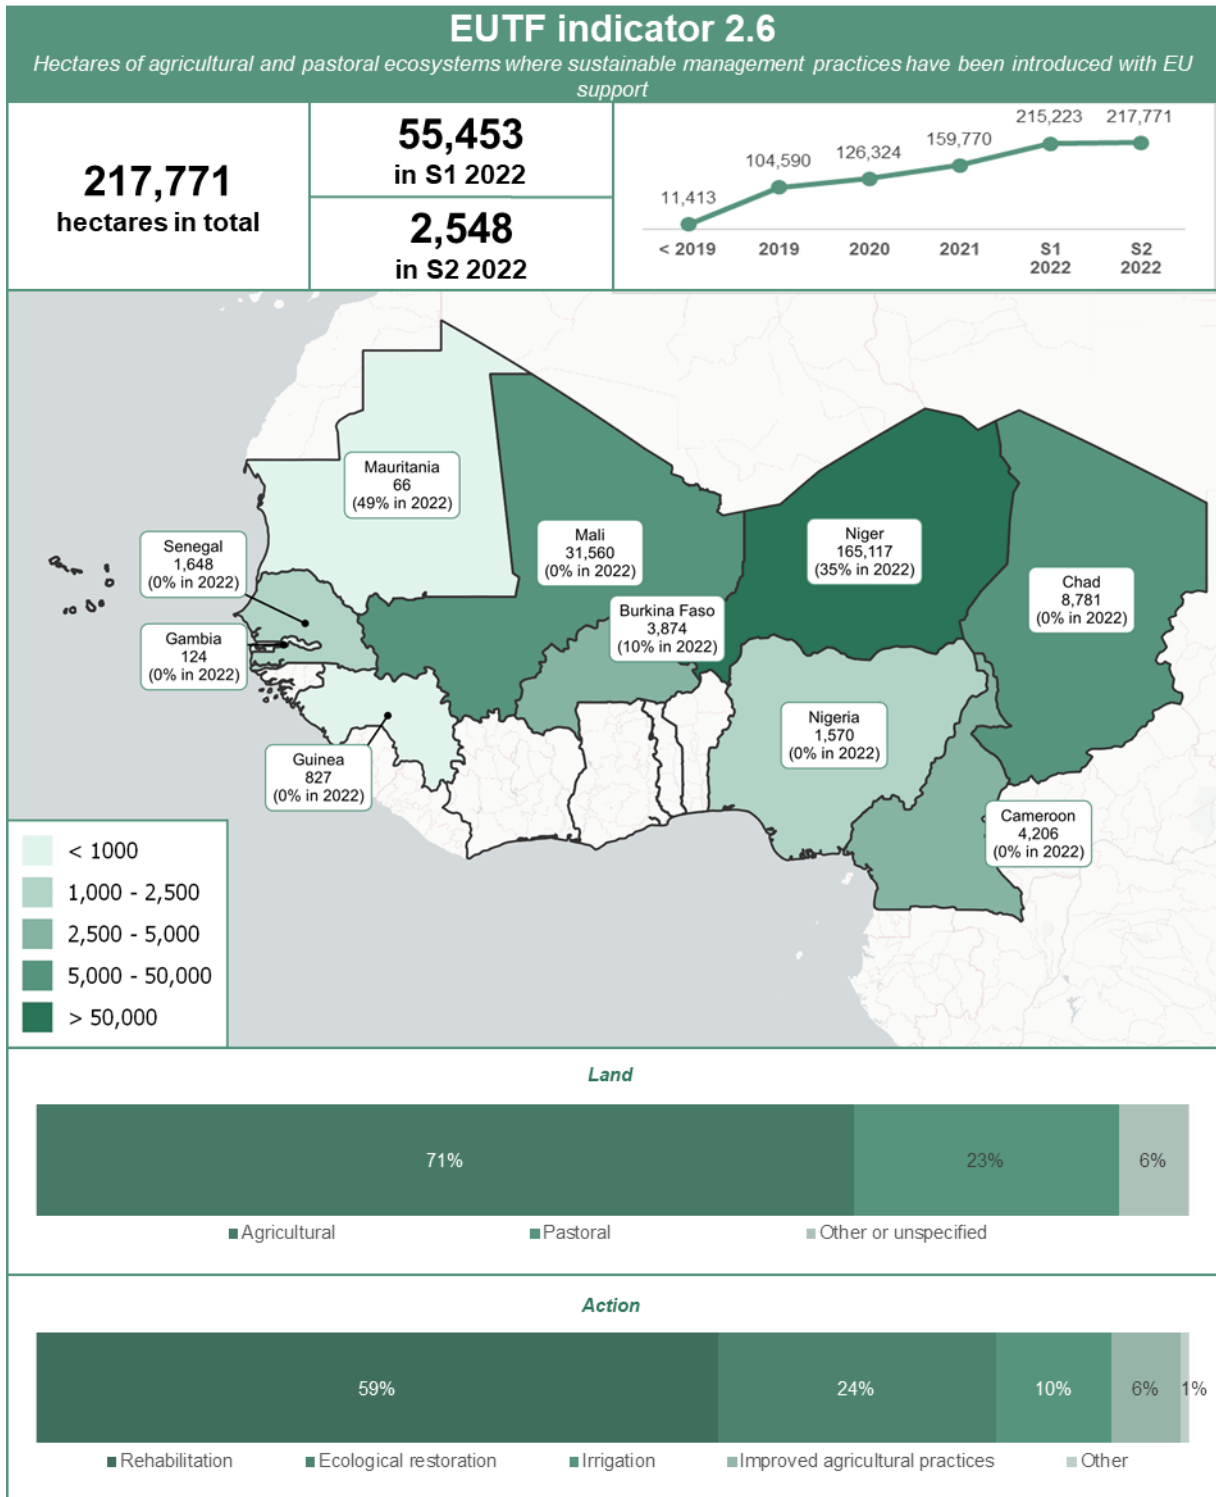 EUTF indicator 2.6
Hectares of agricultural and pastoral ecosystems where sustainable management practices have been introduced with EU
support
217,771
hectares in total
55,453
in S1 2022
2,548
in S2 2022
11,413
104,590
126,324
159,770
215,223
217,771
< 2019
2019
2020
2021
S1
2022
S2
2022
Mauritania
66
(49% in 2022)
Senegal
1,648
(0% in 2022)
Mali
31,560
(0% in 2022)
Niger
165,117
(35% in 2022)
Chad
8,781
(0% in 2022)
Gambia
124
(0% in 2022)
Burkina Faso
3,874
(10% in 2022)
Nigeria
1,570
(0% in 2022)
Guinea
827
(0% in 2022)
Cameroon
4,206
(0% in 2022)
< 1000
1,000 - 2,500
2,500 - 5,000
5,000 - 50,000
> 50,000
Land
71%
23%
6%
Agricultural
Pastoral
Other or unspecified
Action
59%
24%
10%
6%
1%
Rehabilitation
Ecological restoration
Irrigation
Improved agricultural practices
Other